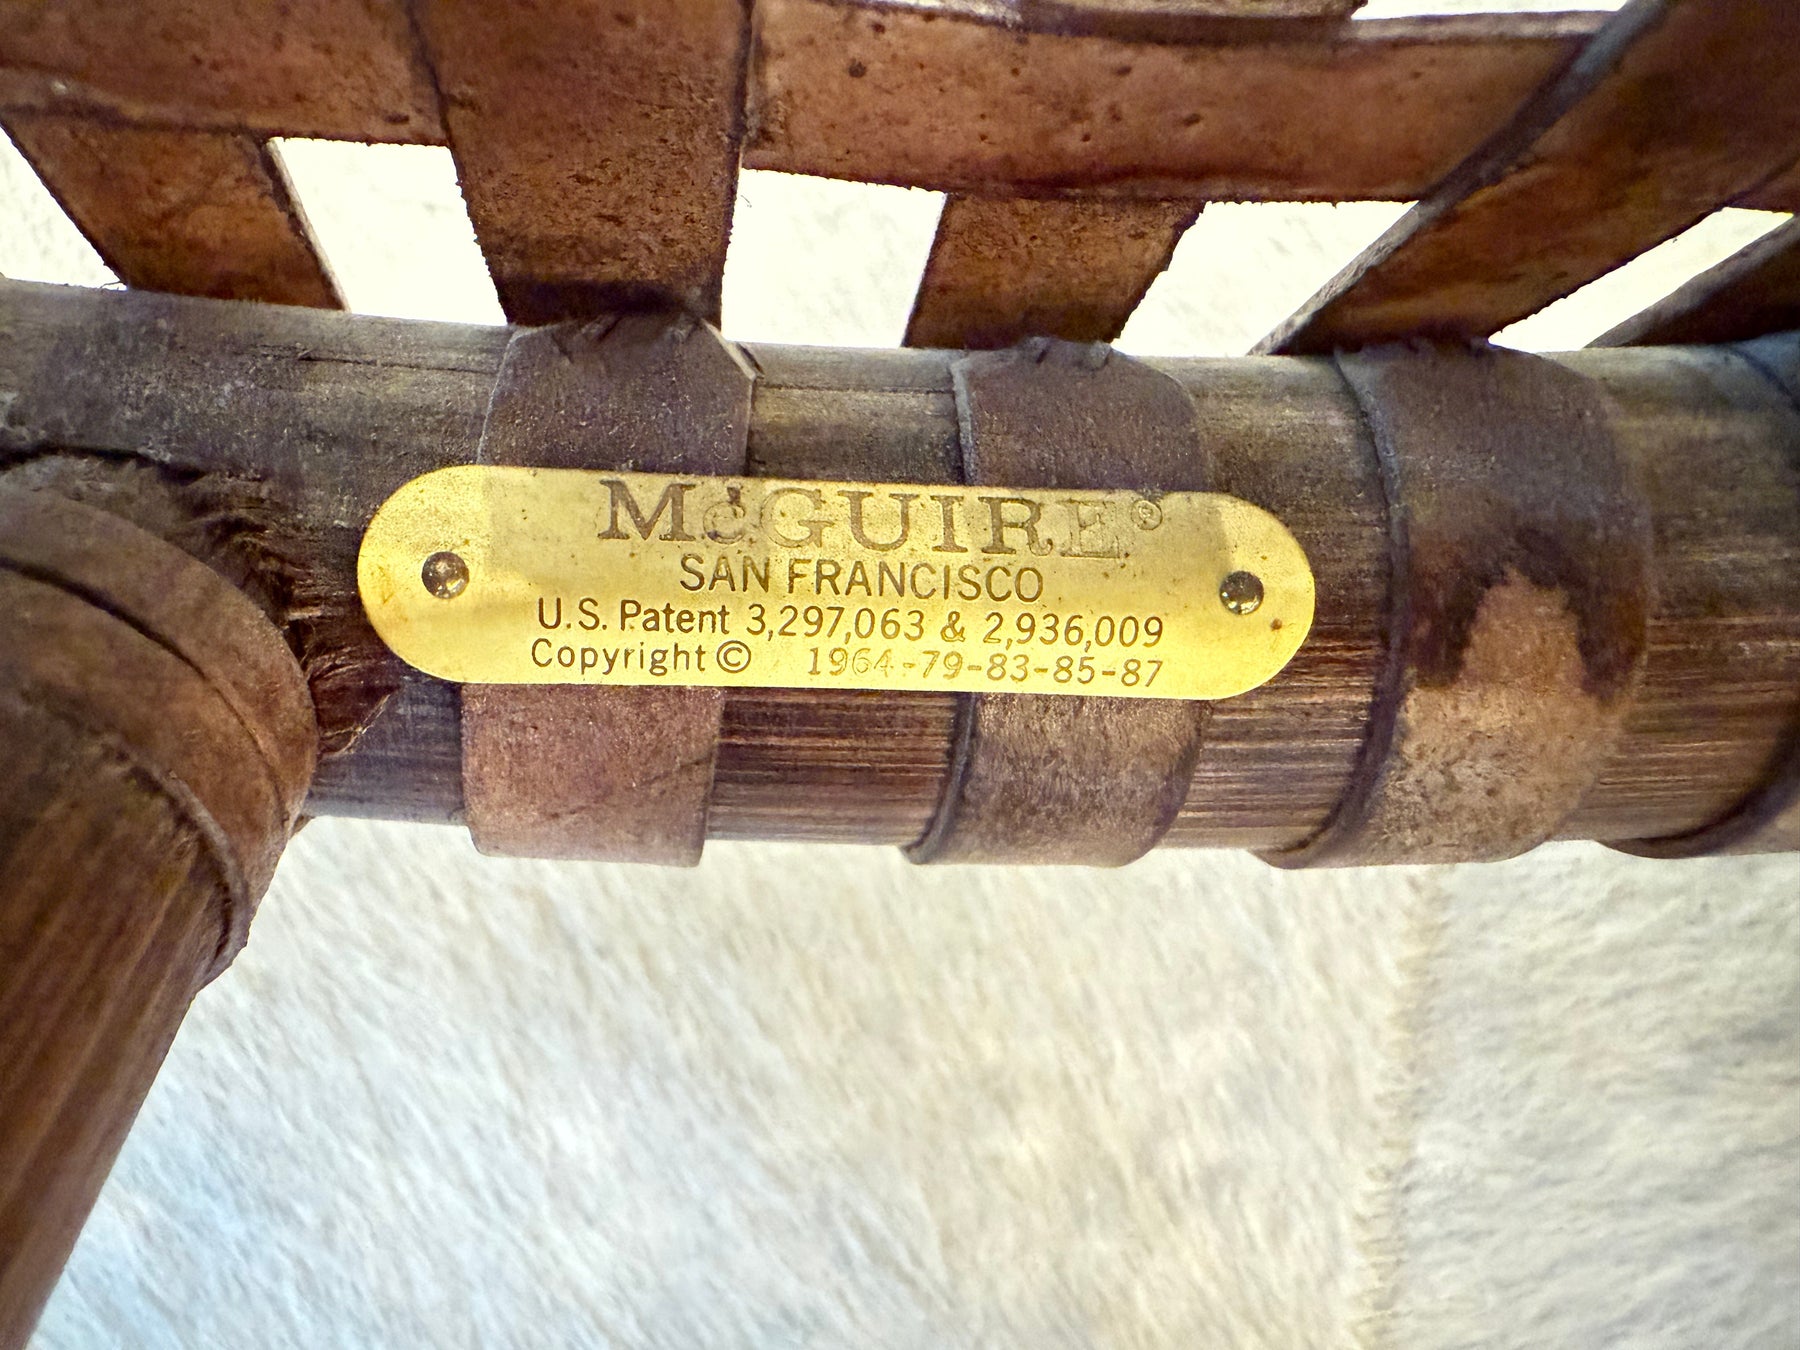 McGUIRE®
SAN FRANCISCO
U.S. Patent 3,297,063 & 2,936,009
Copyright © 1964-79-83-85-87